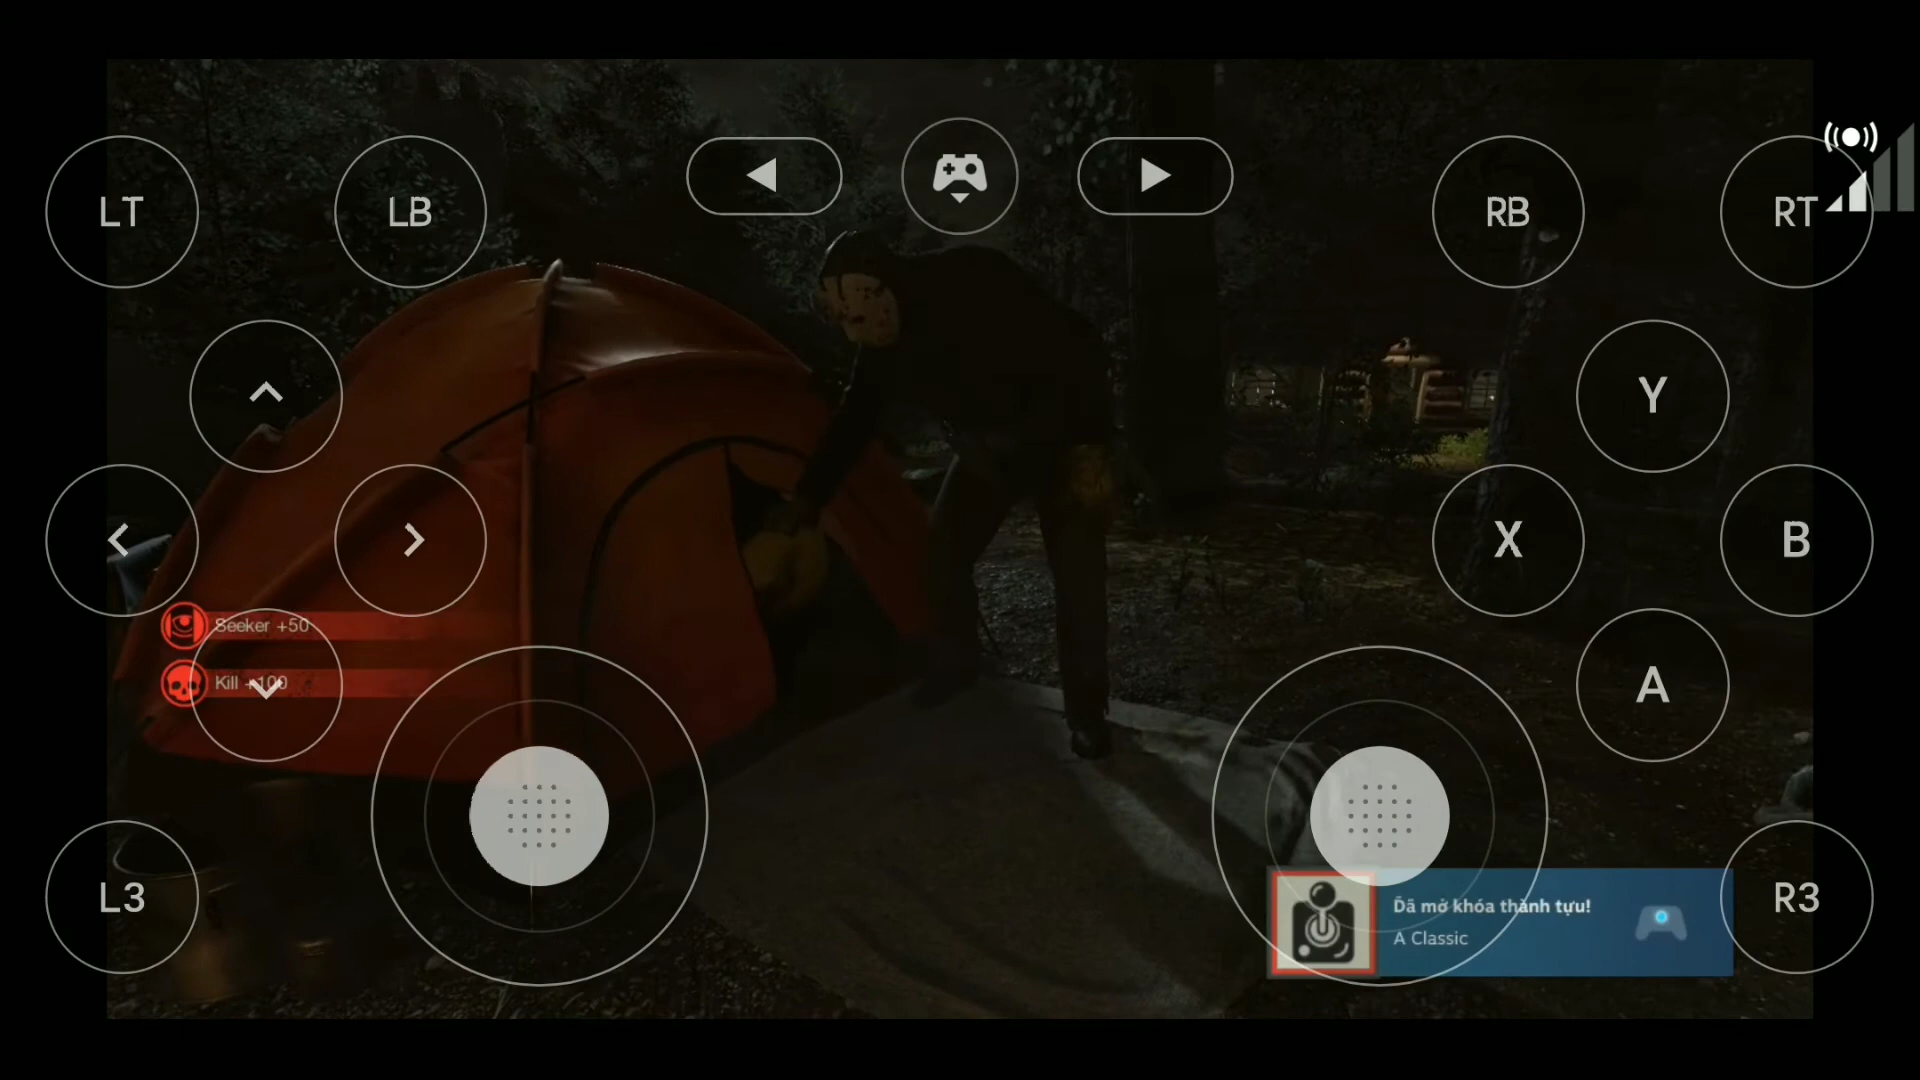 LT
LB
RB
RT
Y
X
B
A
Seeker +50
Kill +100
L3
R3
Đã mở khóa thành tựu!
A Classic